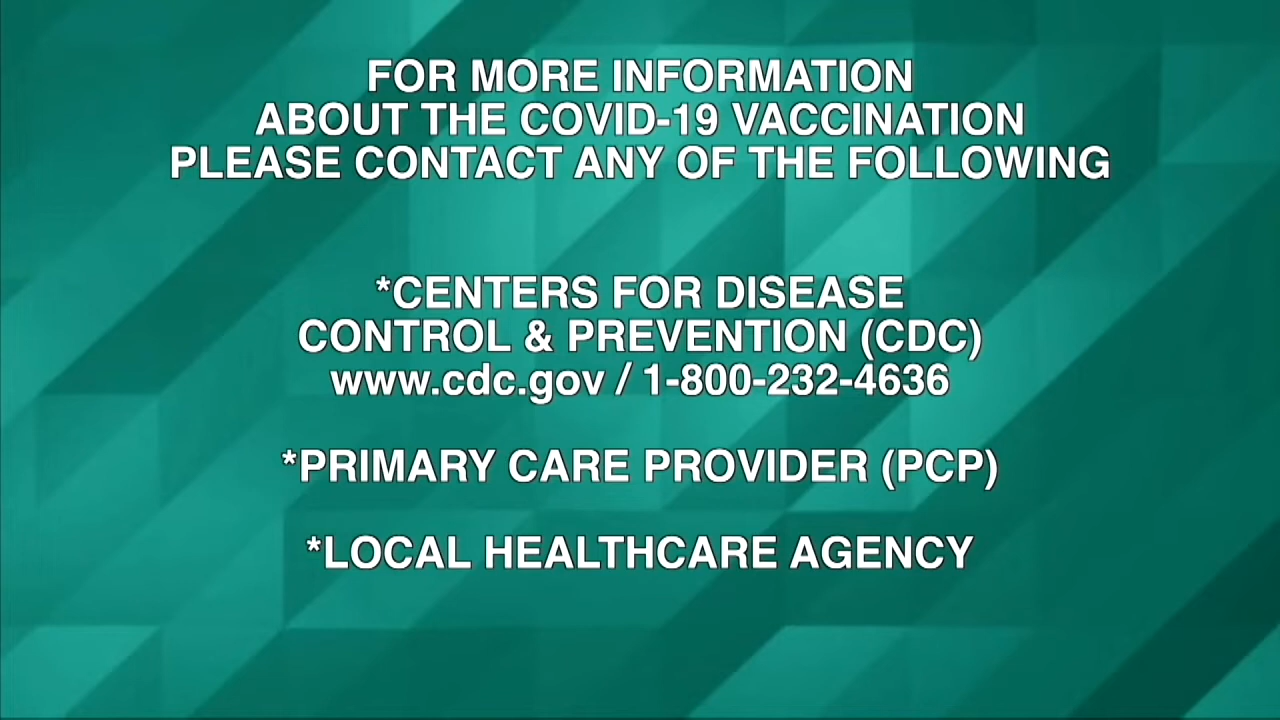 FOR MORE INFORMATION
ABOUT THE COVID-19 VACCINATION
PLEASE CONTACT ANY OF THE FOLLOWING
*CENTERS FOR DISEASE
CONTROL & PREVENTION (CDC)
www.cdc.gov / 1-800-232-4636
*PRIMARY CARE PROVIDER (PCP)
*LOCAL HEALTHCARE AGENCY